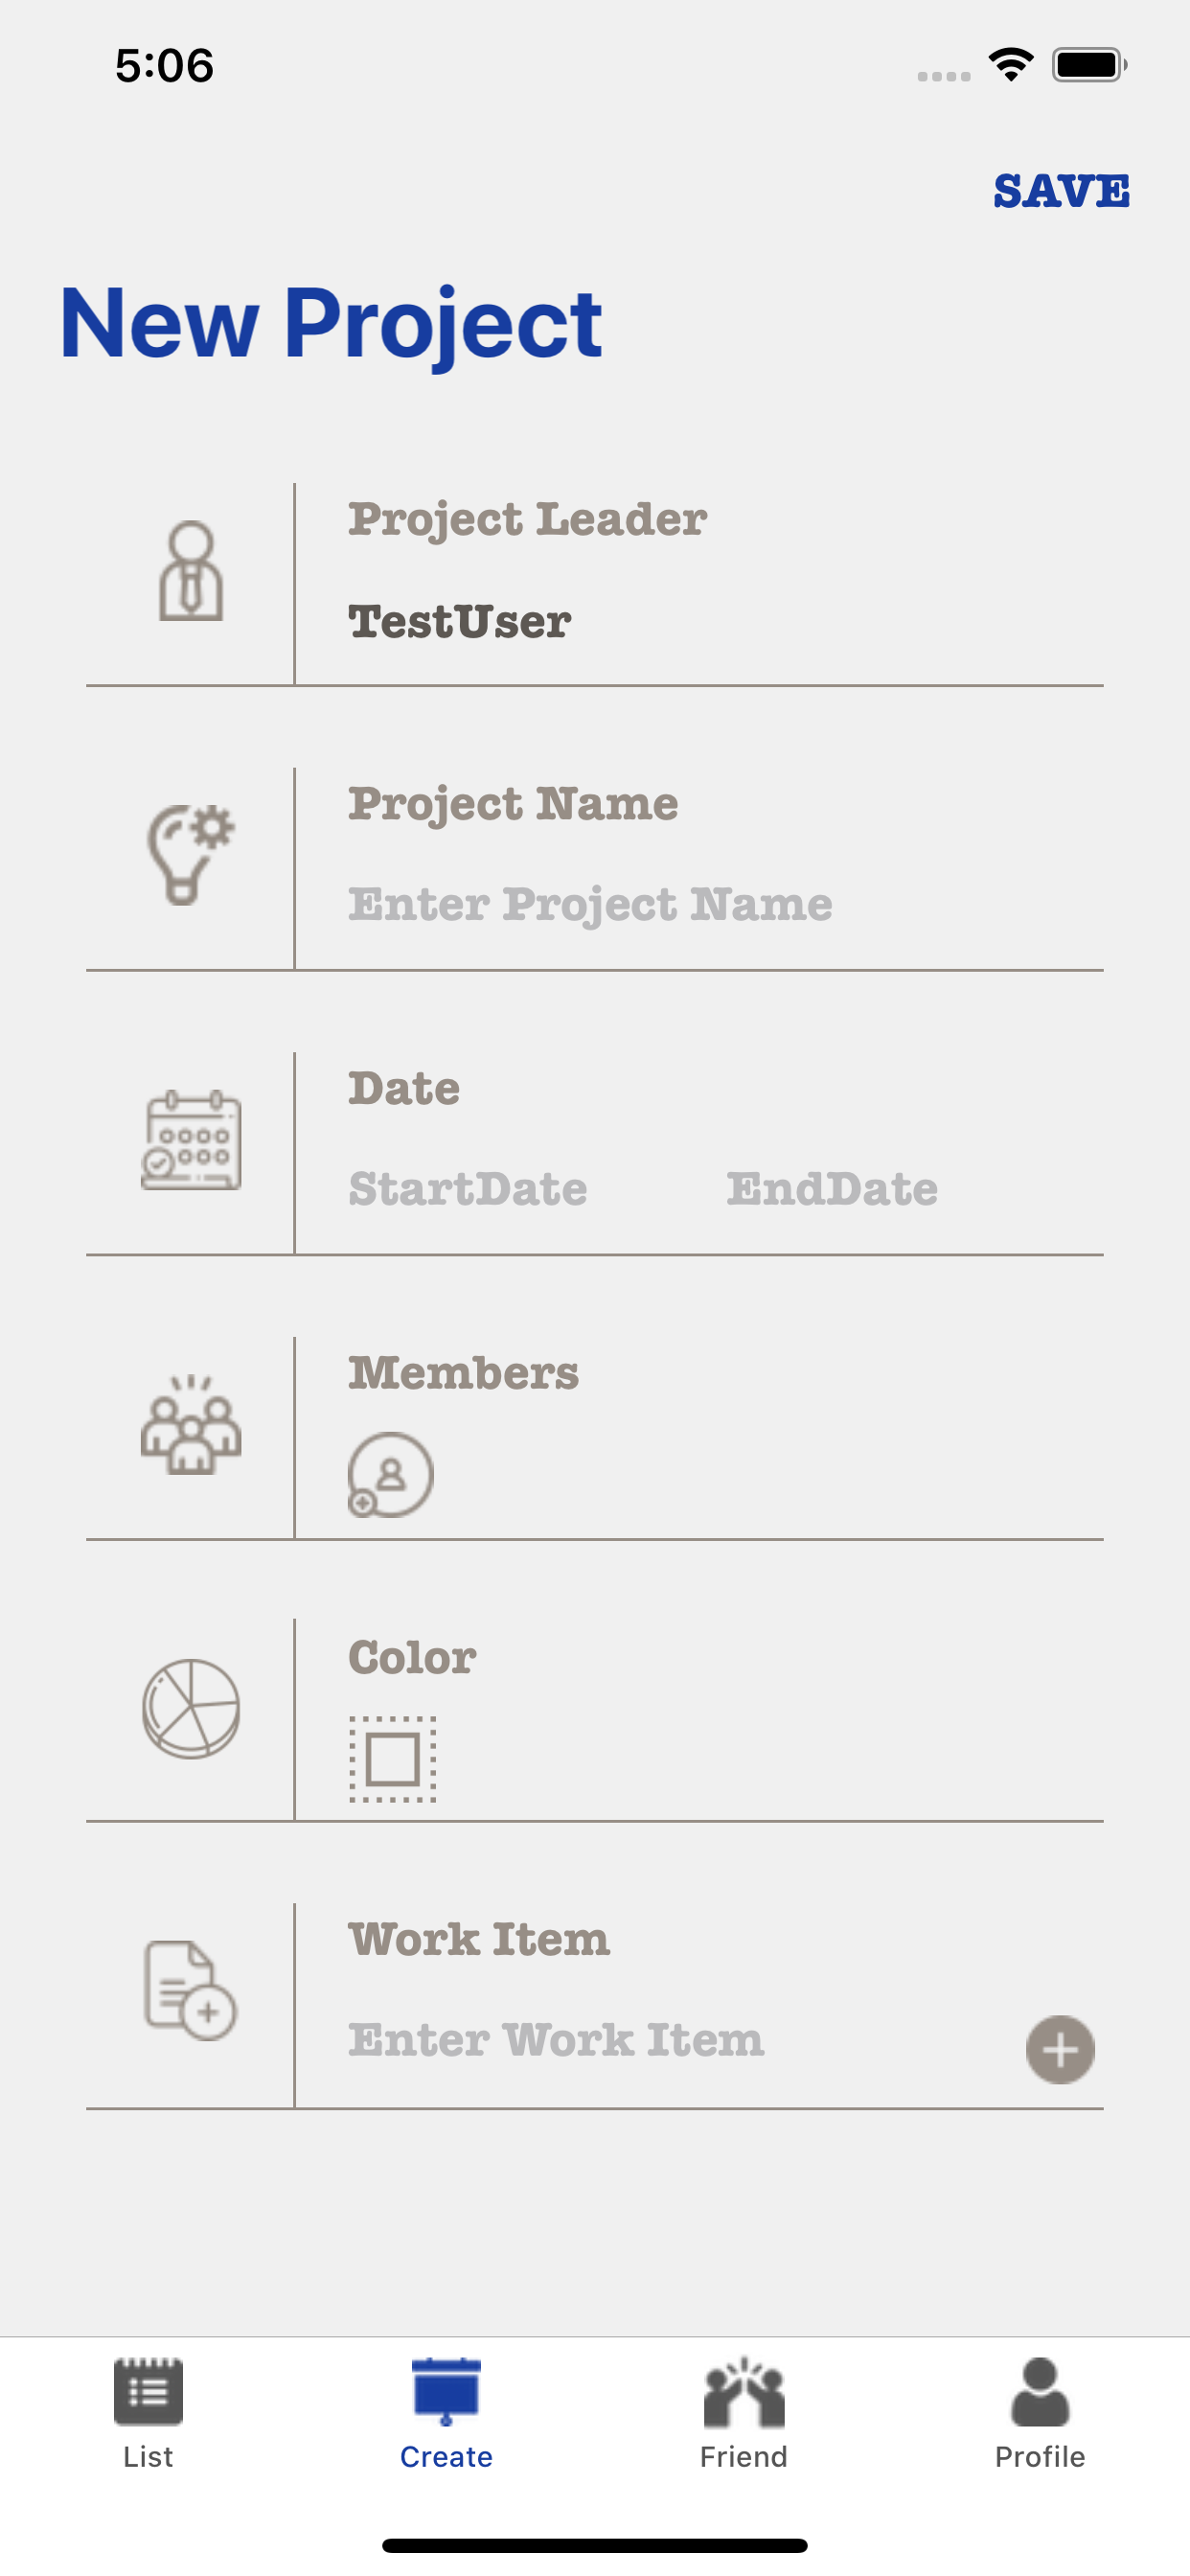 5:06
SAVE
New Project
Project Leader
TestUser
Project Name
Enter Project Name
Date
StartDate EndDate
Members
Color
Work Item
Enter Work Item
List Create Friend Profile